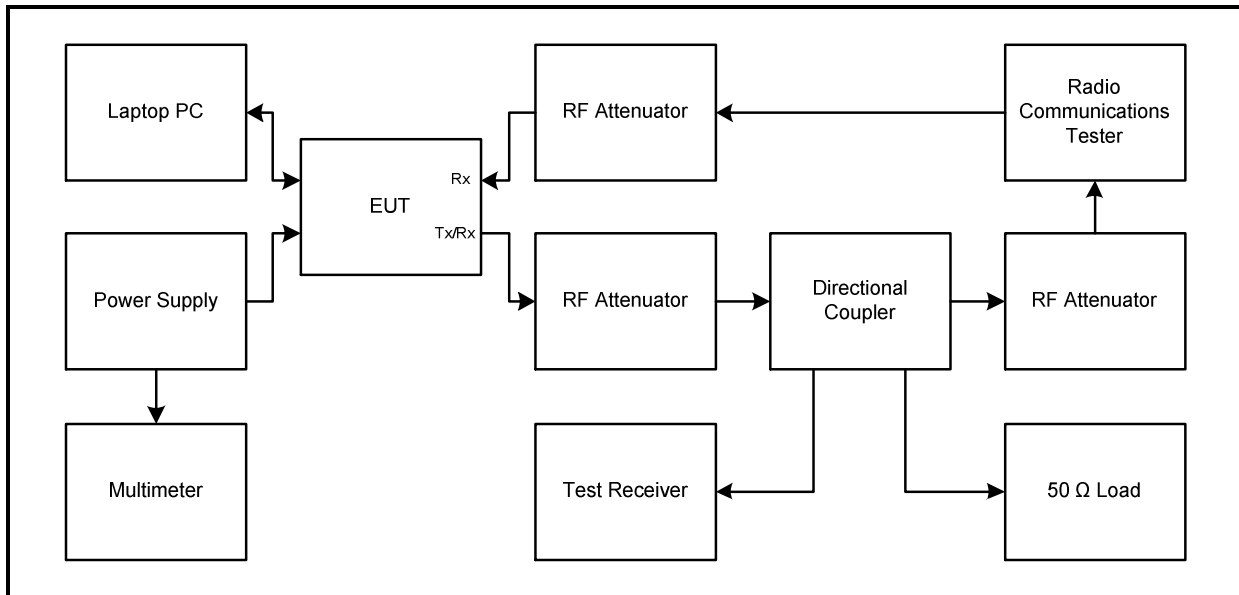 Laptop PC
RF Attenuator
Radio
Communications
Tester
Rx
EUT
Tx/Rx
Power Supply
RF Attenuator
Directional
Coupler
RF Attenuator
Multimeter
Test Receiver
50 Ω Load